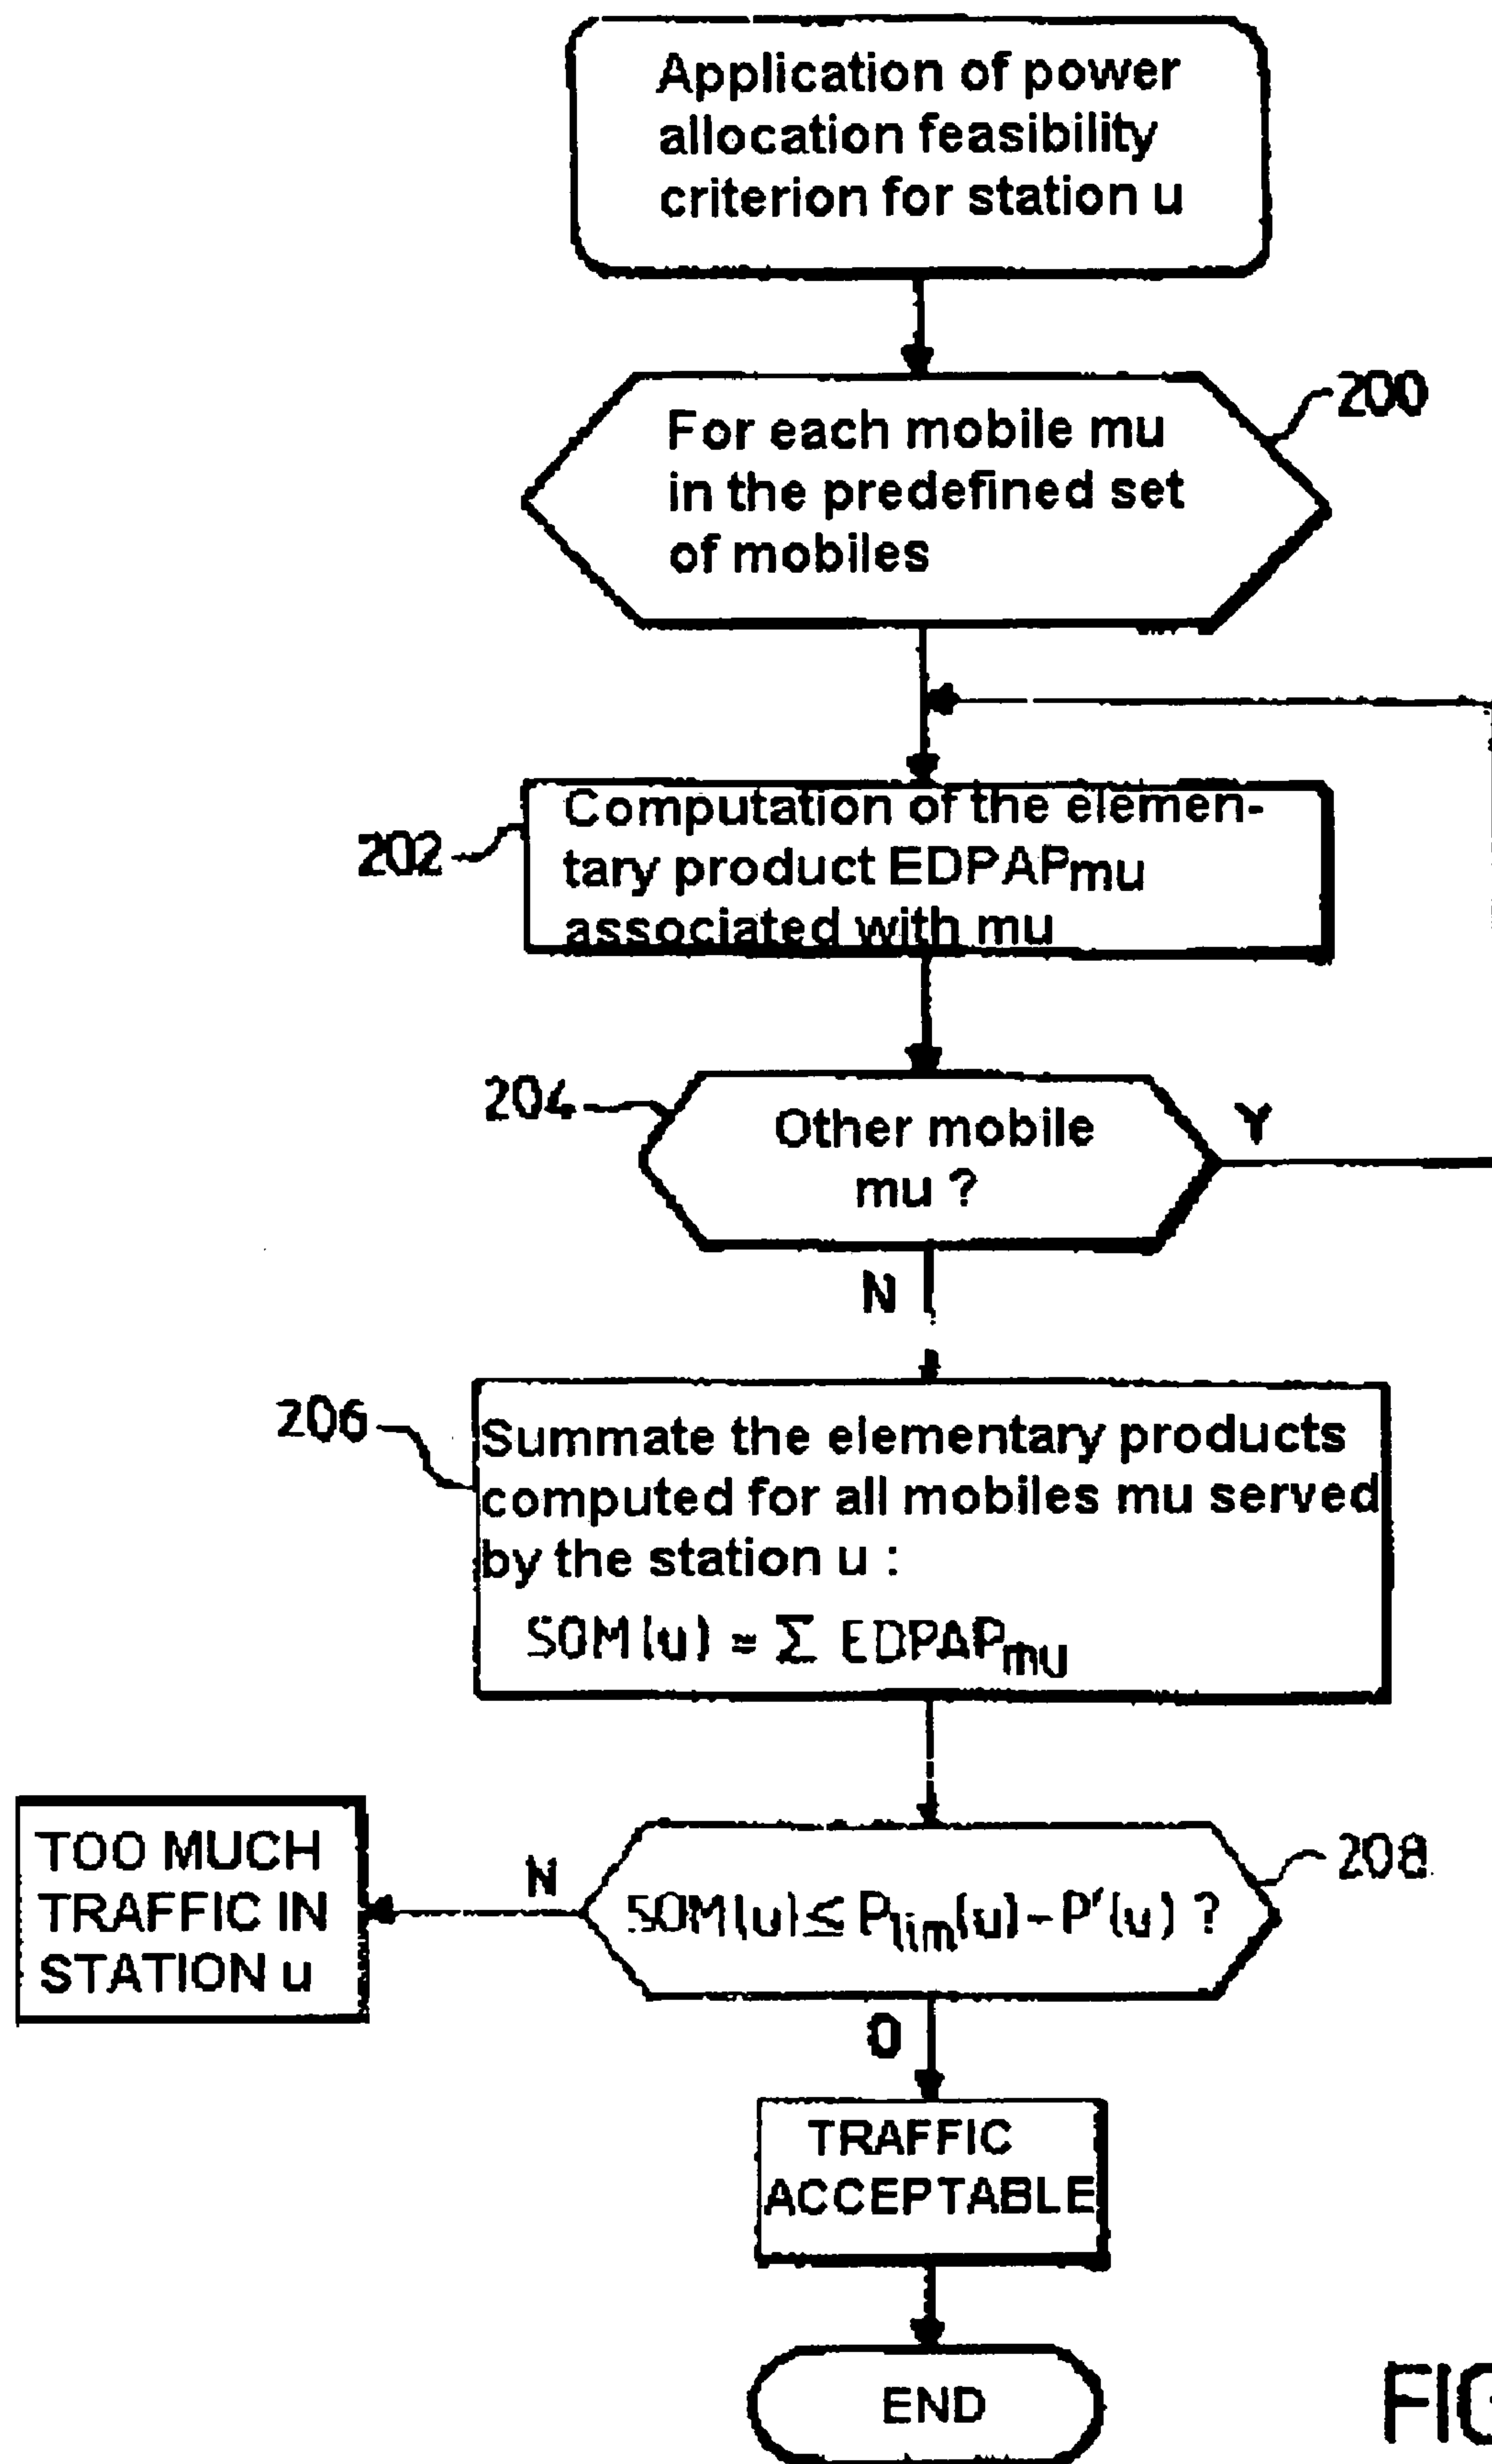 Application of power
allocation feasibility
criterion for station u
200
For each mobile mu
in the predefined set
of mobiles
202
Computation of the elemen-
tary product EDPAPmu
associated with mu
204
Other mobile
mu ?
Y
N
206
Summate the elementary products
computed for all mobiles mu served
by the station u :
SOM(u) = Σ EDPAPmu
208
SOM(u) ≤ Plim(u) - P'(u) ?
N
TOO MUCH
TRAFFIC IN
STATION u
O
TRAFFIC
ACCEPTABLE
END